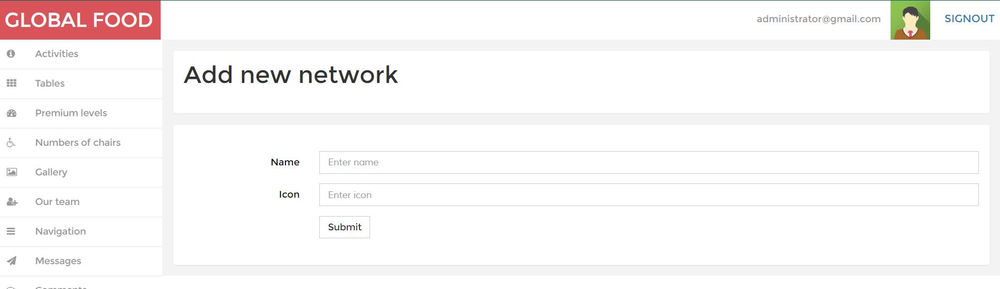 GLOBAL FOOD
administrator@gmail.com
SIGNOUT
Activities
Tables
Premium levels
Numbers of chairs
Gallery
Our team
Navigation
Messages
Comments
Add new network
Name
Enter name
Icon
Enter icon
Submit